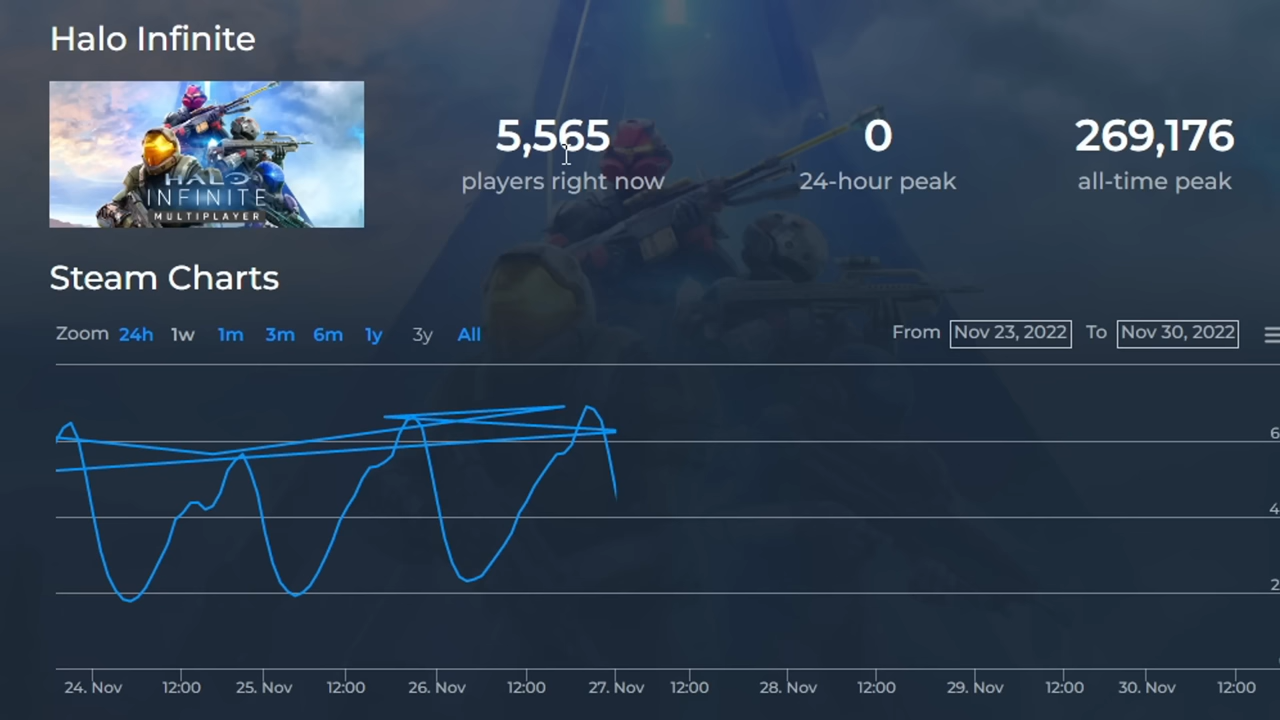 Halo Infinite
HALO
INFINITE
MULTIPLAYER
5,565
players right now
0
24-hour peak
269,176
all-time peak
Steam Charts
Zoom 24h 1w 1m 3m 6m 1y 3y All
From Nov 23, 2022 To Nov 30, 2022
6
4
2
24. Nov 12:00 25. Nov 12:00 26. Nov 12:00 27. Nov 12:00 28. Nov 12:00 29. Nov 12:00 30. Nov 12:00